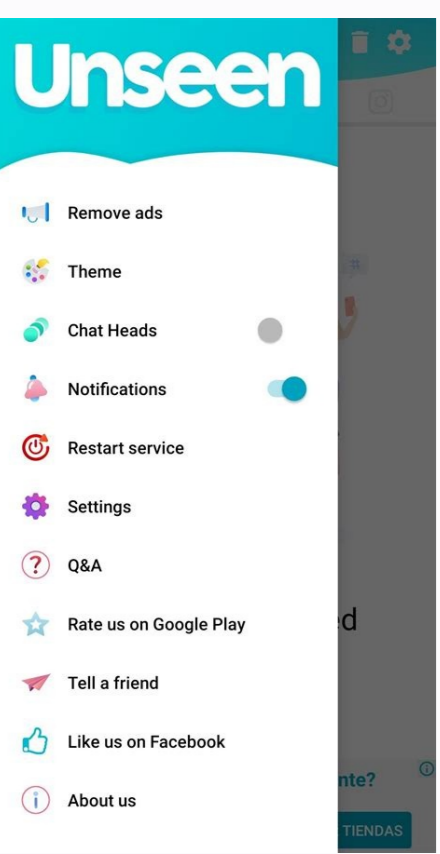 Unseen
Remove ads
Theme
Chat Heads
Notifications
Restart service
Settings
Q&A
Rate us on Google Play
Tell a friend
Like us on Facebook
About us
nte?
TIENDAS